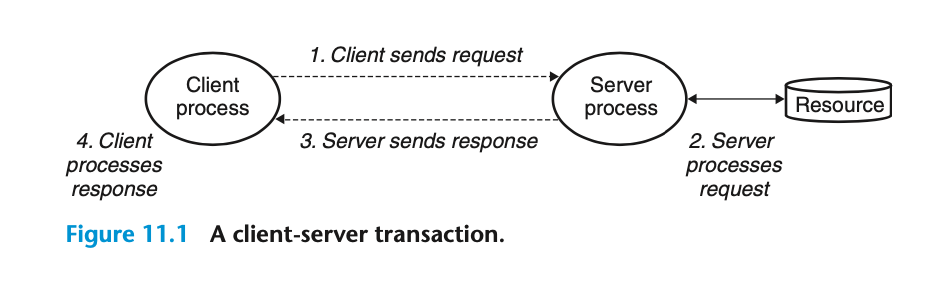 1. Client sends request
Client
process
Server
process
Resource
3. Server sends response
4. Client
processes
response
2. Server
processes
request
Figure 11.1 A client-server transaction.